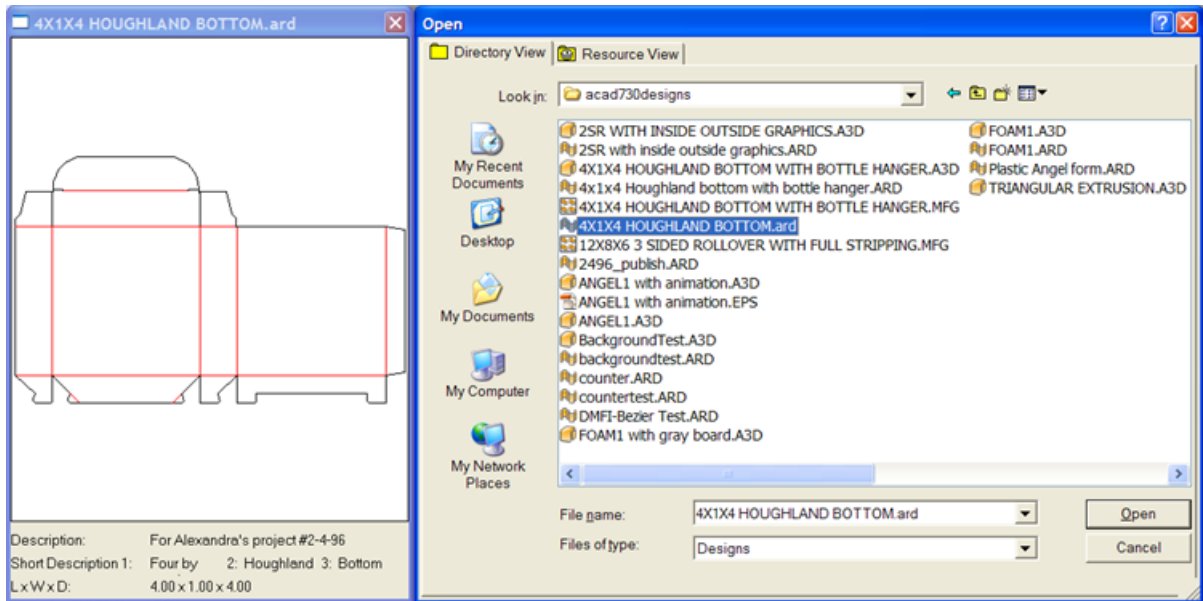 4X1X4 HOUGHLAND BOTTOM.ard
Description: For Alexandra's project #2-4-96
Short Description 1: Four by 2: Houghland 3: Bottom
L x W x D: 4.00 x 1.00 x 4.00
Open
Directory View Resource View
Look in: acad730designs
My Recent
Documents
Desktop
My Documents
My Computer
My Network
Places
2SR WITH INSIDE OUTSIDE GRAPHICS.A3D
2SR with inside outside graphics.ARD
4X1X4 HOUGHLAND BOTTOM WITH BOTTLE HANGER.A3D
4x1x4 Houghland bottom with bottle hanger.ARD
4X1X4 HOUGHLAND BOTTOM WITH BOTTLE HANGER.MFG
4X1X4 HOUGHLAND BOTTOM.ard
12X8X6 3 SIDED ROLLOVER WITH FULL STRIPPING.MFG
2496_publish.ARD
ANGEL1 with animation.A3D
ANGEL1 with animation.EPS
ANGEL1.A3D
BackgroundTest.A3D
backgroundtest.ARD
counter.ARD
countertest.ARD
DMFI-Bezier Test.ARD
FOAM1 with gray board.A3D
FOAM1.A3D
FOAM1.ARD
Plastic Angel form.ARD
TRIANGULAR EXTRUSION.A3D
File name: 4X1X4 HOUGHLAND BOTTOM.ard Open
Files of type: Designs Cancel